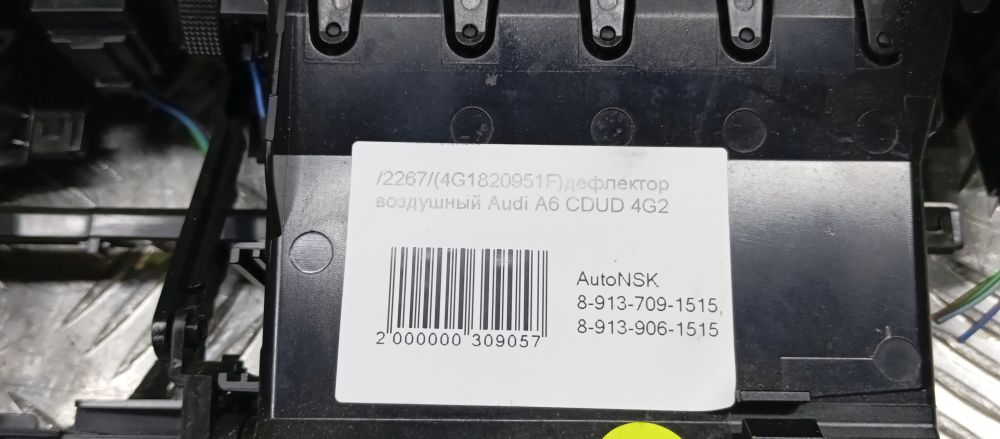 /2267/(4G1820951F)дефлектор
воздушный Audi A6 CDUD 4G2
AutoNSK
8-913-709-1515,
8-913-906-1515
2 000000 309057